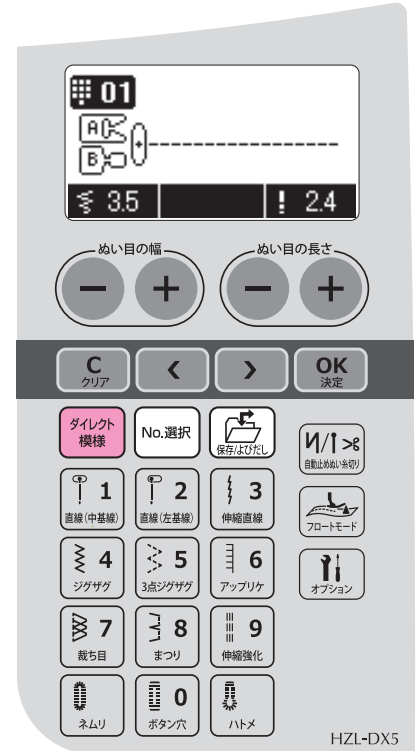 01
A
B
3.5 2.4
ぬい目の幅 ぬい目の長さ
− + − +
C
クリア
OK
決定
ダイレクト
模様
No.選択
保存/よびだし
自動止めぬい糸切り
1
直線(中基線)
2
直線(左基線)
3
伸縮直線
フロートモード
4
ジグザグ
5
3点ジグザグ
6
アップリケ
オプション
7
裁ち目
8
まつり
9
伸縮強化
ネムリ
0
ボタン穴
ハトメ
HZL-DX5